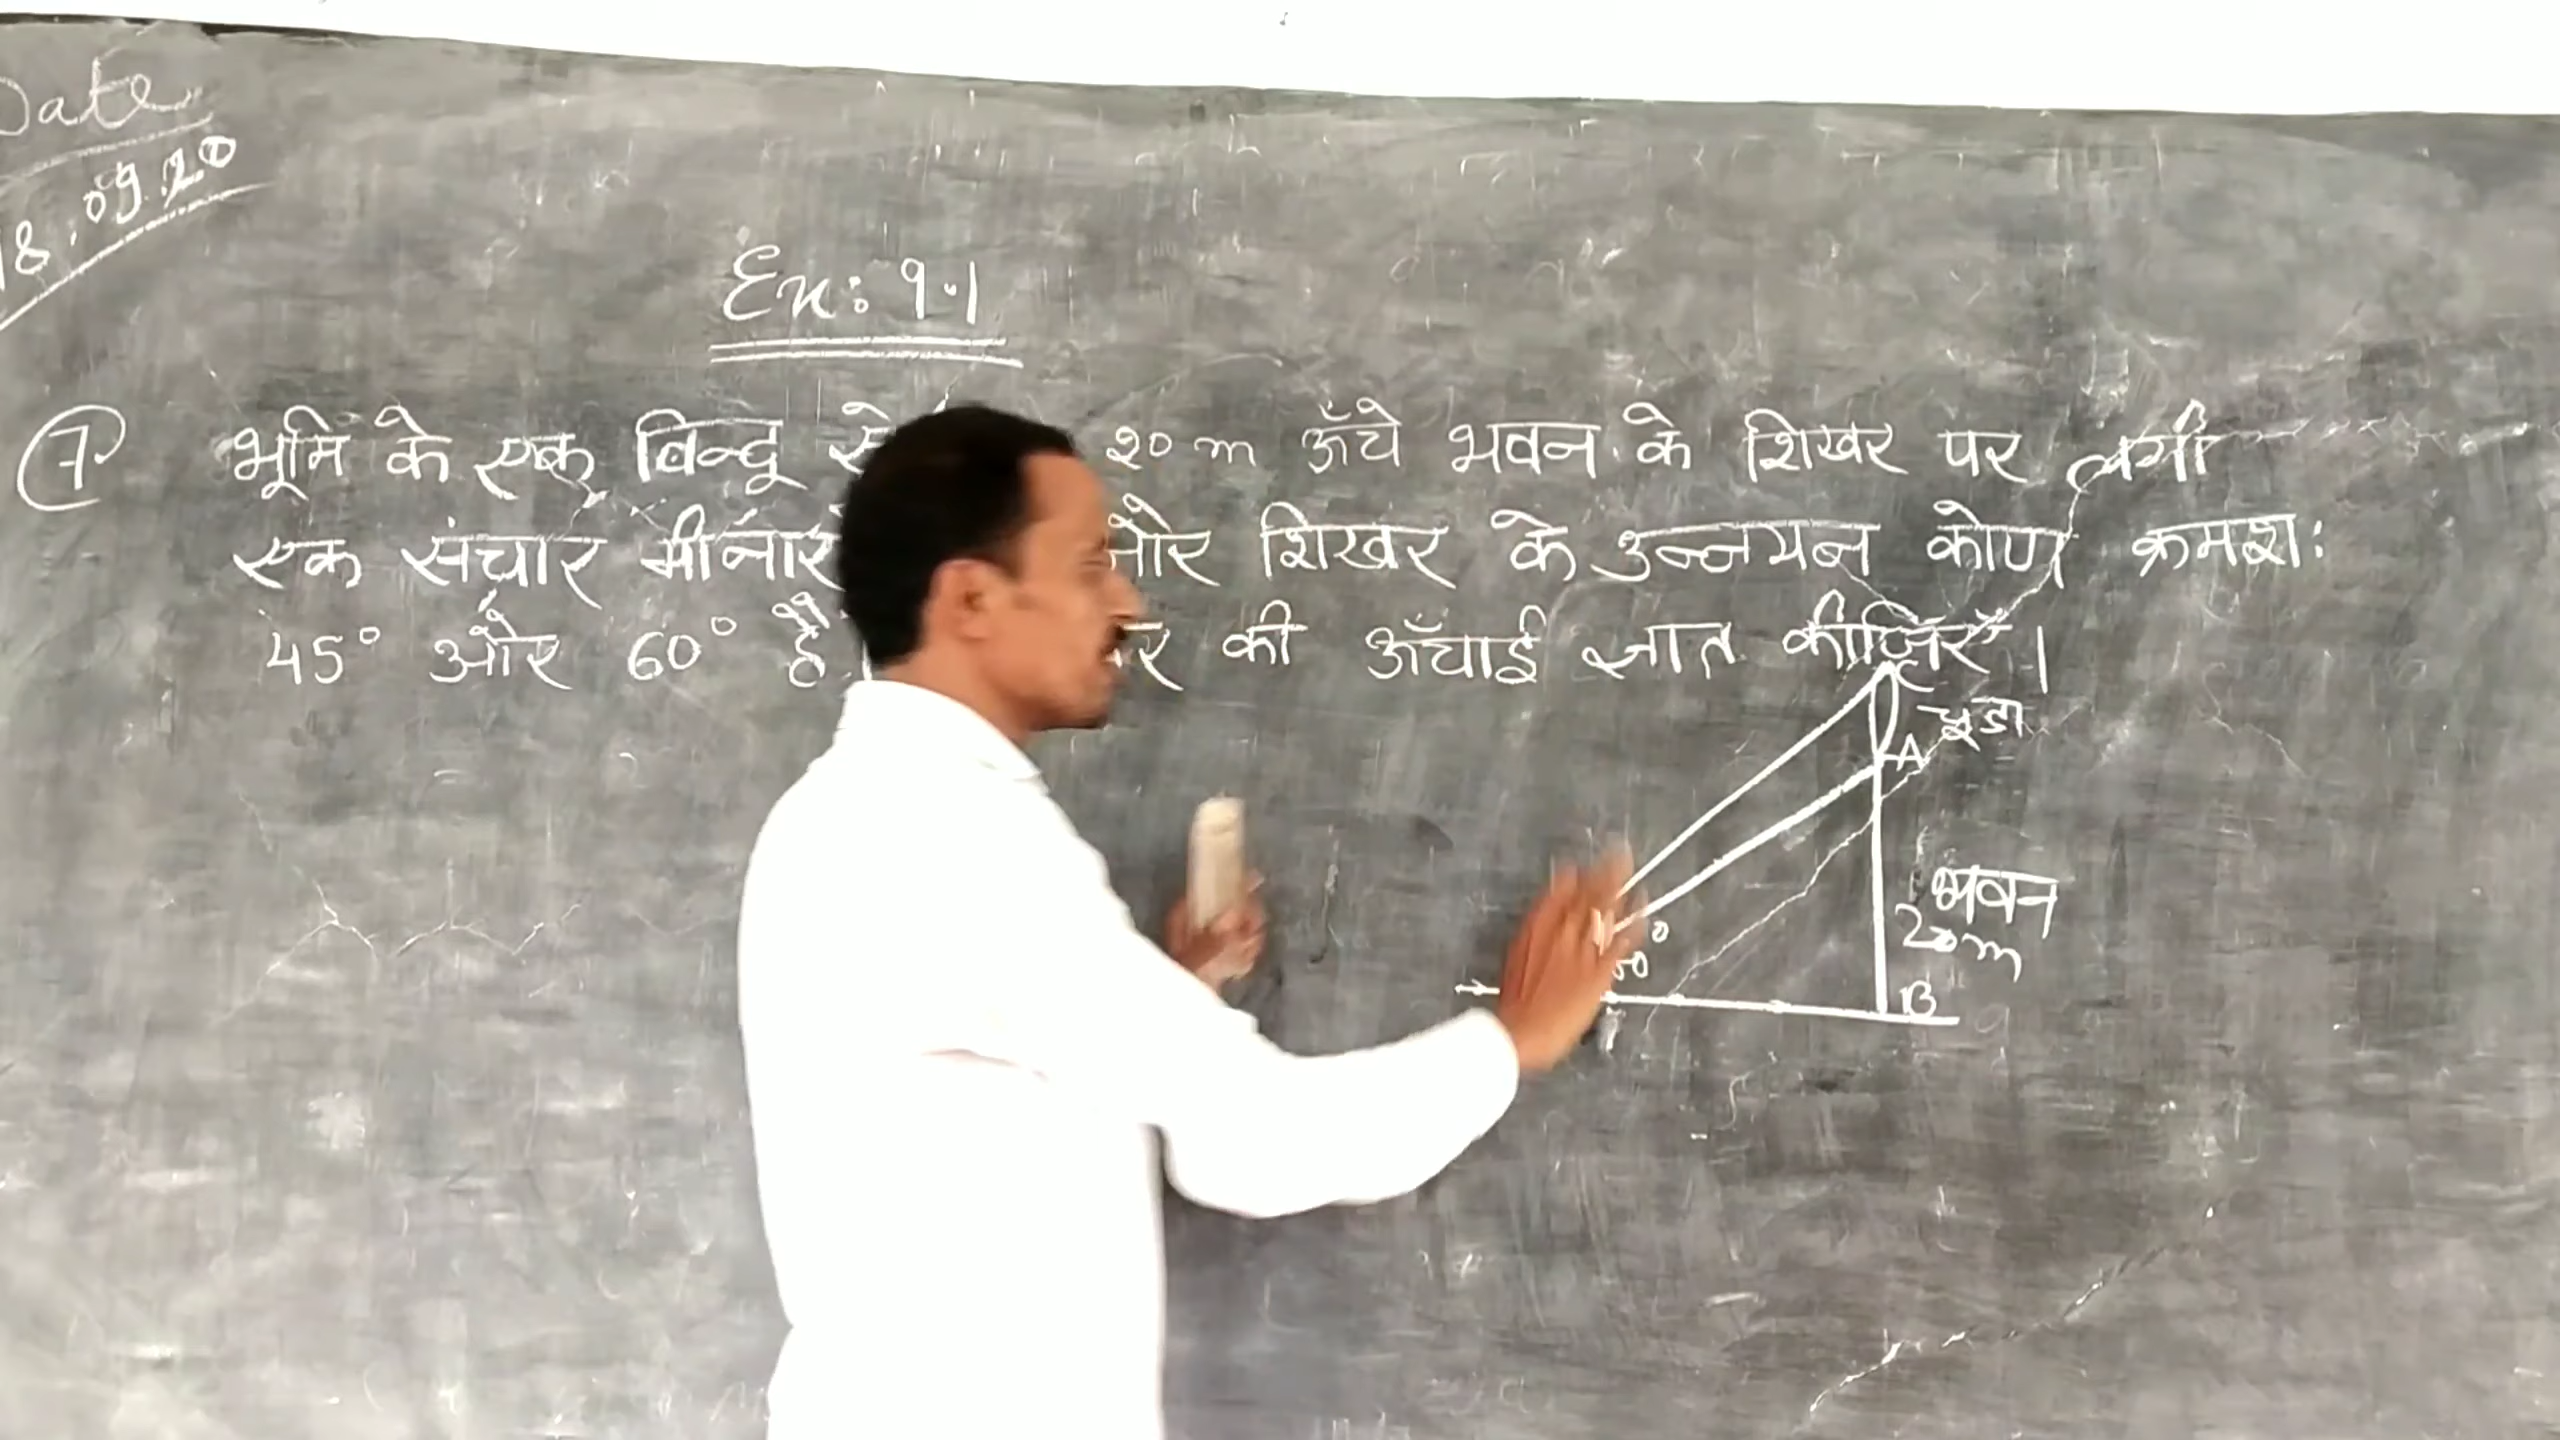 Date
18.09.20
Ex: 9.1
7 भूमि के एक बिन्दू से 20 m ऊँचे भवन के शिखर पर लगी
एक संचार मीनार और शिखर के उन्नयन कोण क्रमशः
45° और 60° है। की ऊँचाई ज्ञात कीजिएँ।
A
भवन
20m
B